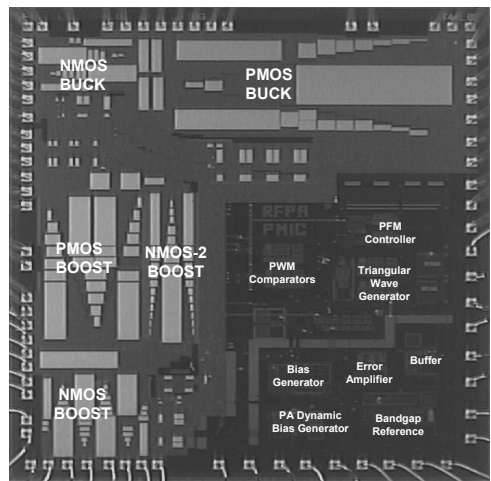 NMOS
BUCK
PMOS
BUCK
RFPA
PMIC
PFM
Controller
PMOS
BOOST
NMOS-2
BOOST
PWM
Comparators
Triangular
Wave
Generator
Bias
Generator
Error
Amplifier
Buffer
NMOS
BOOST
PA Dynamic
Bias Generator
Bandgap
Reference